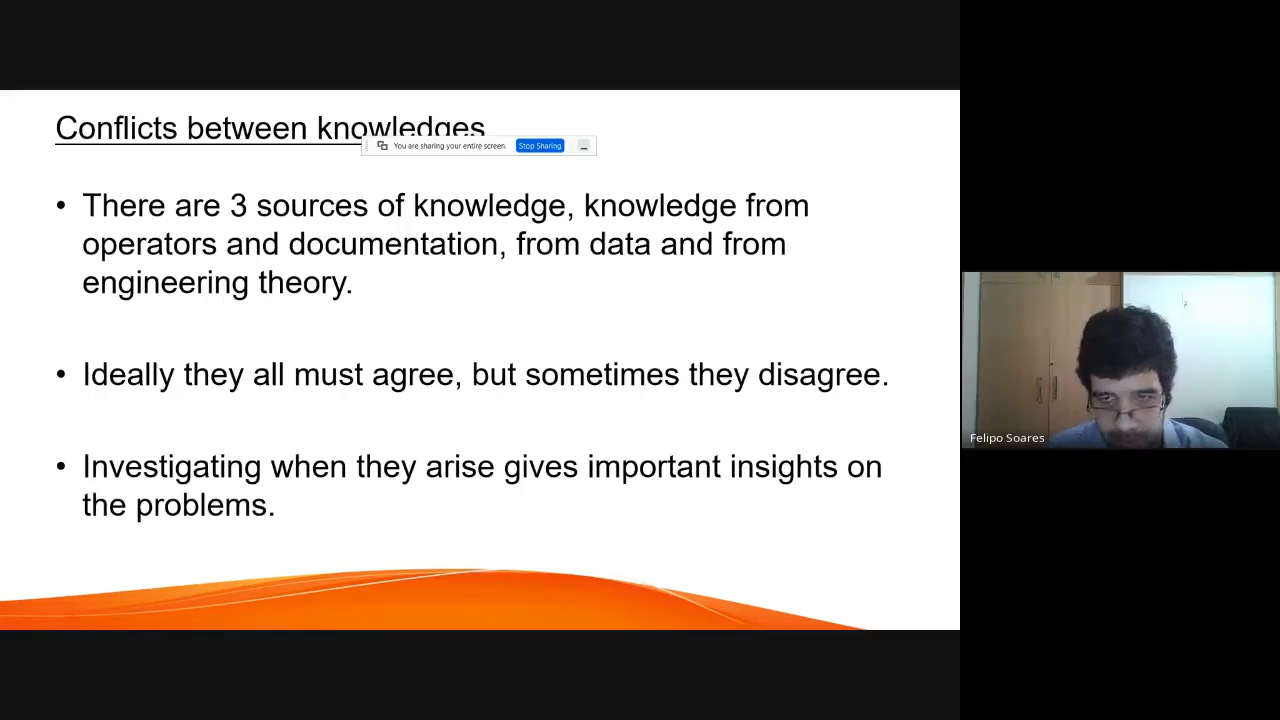 Conflicts between knowledges
You are sharing your entire screen.
Stop Sharing
• There are 3 sources of knowledge, knowledge from
operators and documentation, from data and from
engineering theory.
• Ideally they all must agree, but sometimes they disagree.
• Investigating when they arise gives important insights on
the problems.
Felipo Soares